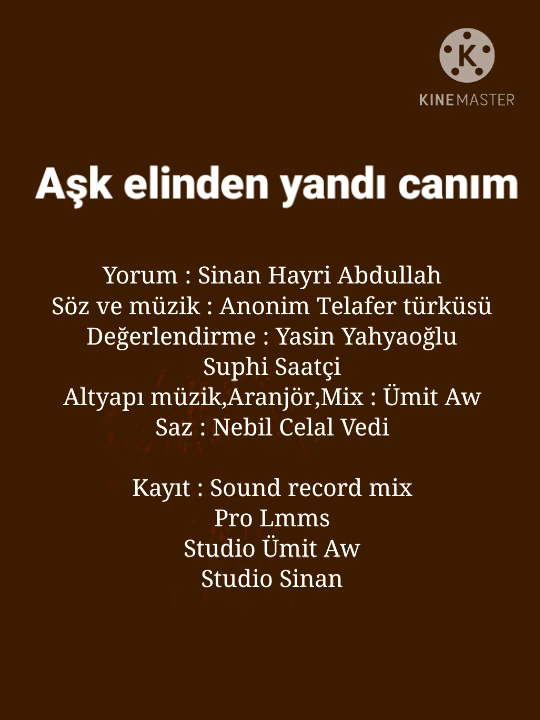 K
KINEMASTER
Aşk elinden yandı canım
Yorum : Sinan Hayri Abdullah
Söz ve müzik : Anonim Telafer türküsü
Değerlendirme : Yasin Yahyaoğlu
Suphi Saatçi
Altyapı müzik,Aranjör,Mix : Ümit Aw
Saz : Nebil Celal Vedi
Kayıt : Sound record mix
Pro Lmms
Studio Ümit Aw
Studio Sinan